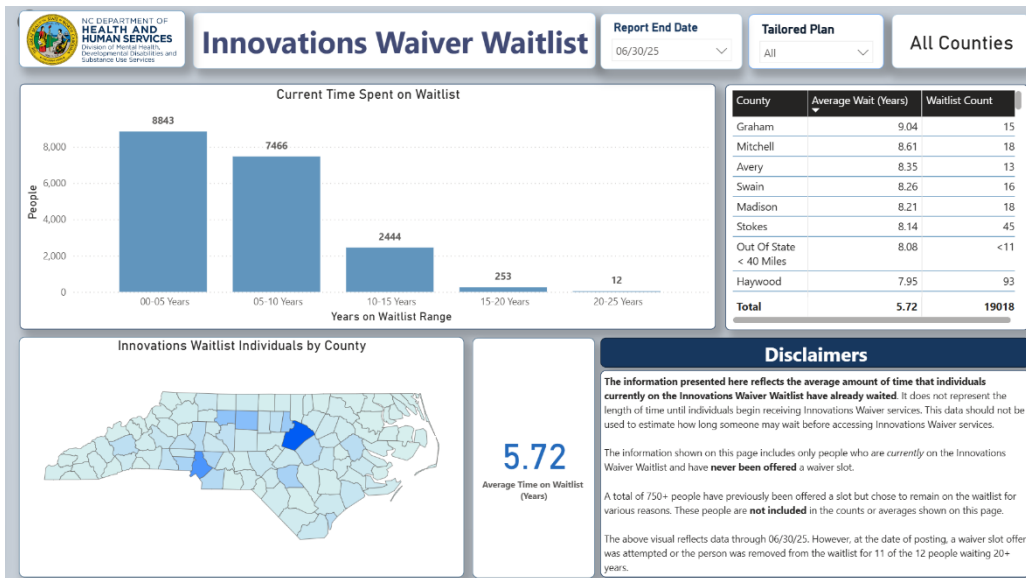 NC DEPARTMENT OF
HEALTH AND
HUMAN SERVICES
Division of Mental Health,
Developmental Disabilities and
Substance Use Services
Innovations Waiver Waitlist
Report End Date
06/30/25
Tailored Plan
All
All Counties
Current Time Spent on Waitlist
People
8,000
6,000
4,000
2,000
0
8843
7466
2444
253
12
00-05 Years
05-10 Years
10-15 Years
15-20 Years
20-25 Years
Years on Waitlist Range
County Average Wait (Years) Waitlist Count
Graham 9.04 15
Mitchell 8.61 18
Avery 8.35 13
Swain 8.26 16
Madison 8.21 18
Stokes 8.14 45
Out Of State 8.08 <11
< 40 Miles
Haywood 7.95 93
Total 5.72 19018
Innovations Waitlist Individuals by County
5.72
Average Time on Waitlist
(Years)
Disclaimers
The information presented here reflects the average amount of time that individuals
currently on the Innovations Waiver Waitlist have already waited. It does not represent the
length of time until individuals begin receiving Innovations Waiver services. This data should not be
used to estimate how long someone may wait before accessing Innovations Waiver services.
The information shown on this page includes only people who are currently on the Innovations
Waiver Waitlist and have never been offered a waiver slot.
A total of 750+ people have previously been offered a slot but chose to remain on the waitlist for
various reasons. These people are not included in the counts or averages shown on this page.
The above visual reflects data through 06/30/25. However, at the date of posting, a waiver slot offer
was attempted or the person was removed from the waitlist for 11 of the 12 people waiting 20+
years.